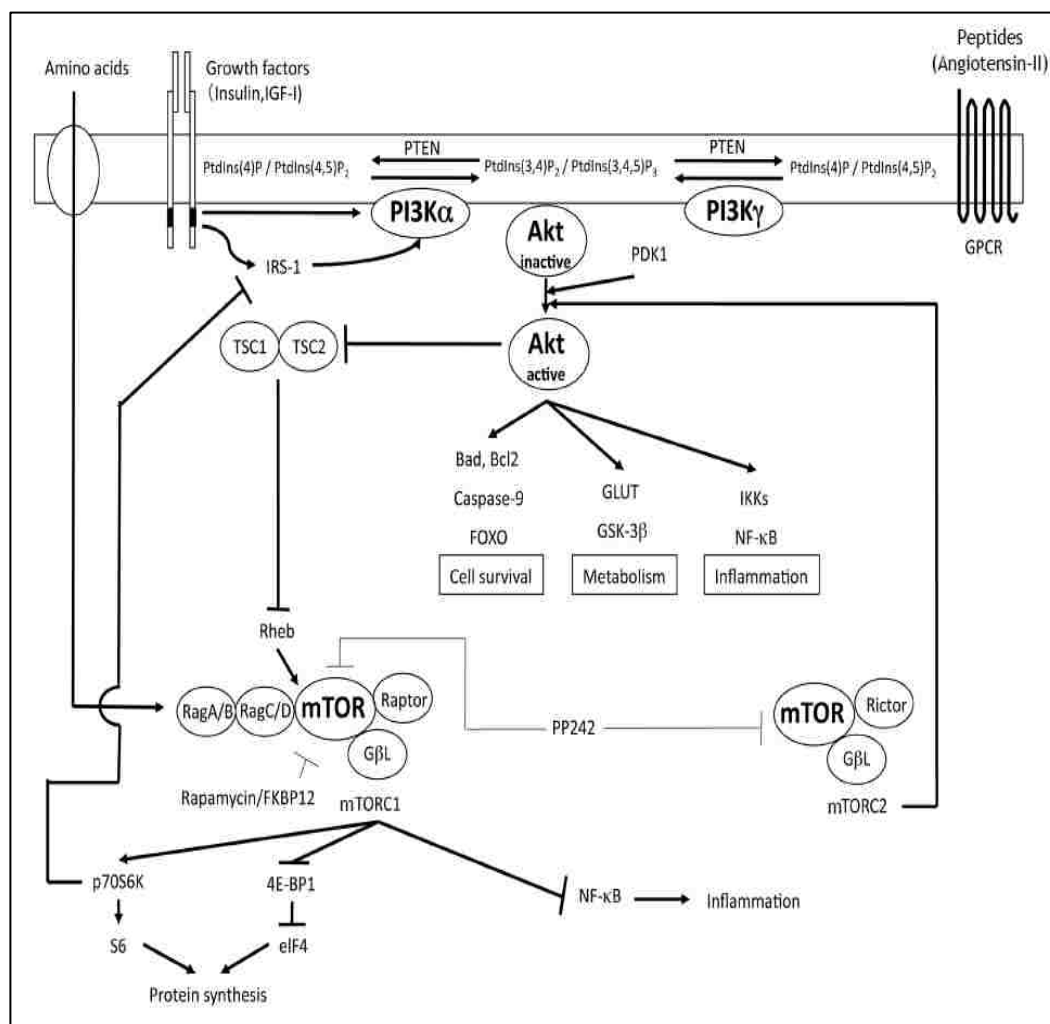 Amino acids
Growth factors
(Insulin,IGF-I)
Peptides
(Angiotensin-II)
PTEN
PTEN
PtdIns(4)P / PtdIns(4,5)P₂
PtdIns(3,4)P₂ / PtdIns(3,4,5)P₃
PtdIns(4)P / PtdIns(4,5)P₂
PI3Kα
PI3Kγ
Akt
inactive
GPCR
IRS-1
PDK1
TSC1
TSC2
Akt
active
Bad, Bcl2
Caspase-9
FOXO
Cell survival
GLUT
GSK-3β
Metabolism
IKKs
NF-κB
Inflammation
Rheb
RagA/B
RagC/D
mTOR
Raptor
GβL
PP242
mTOR
Rictor
GβL
Rapamycin/FKBP12
mTORC1
mTORC2
p70S6K
4E-BP1
NF-κB
Inflammation
S6
eIF4
Protein synthesis